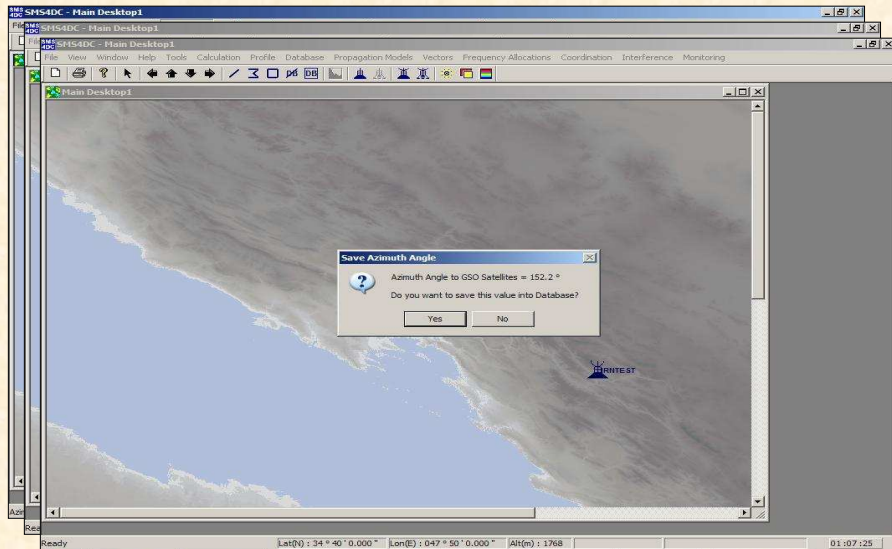 SMS4DC - Main Desktop1
File
SMS4DC - Main Desktop1
SMS4DC - Main Desktop1
File View Window Help Tools Calculation Profile Database Propagation Models Vectors Frequency Allocations Coordination Interference Monitoring
DB
Main Desktop1
Save Azimuth Angle
Azimuth Angle to GSO Satellites = 152.2 °
Do you want to save this value into Database?
Yes No
Ready Lat(N) : 34 ° 40 ' 0.000 " Lon(E) : 047 ° 50 ' 0.000 " Alt(m) : 1768 01:07:25